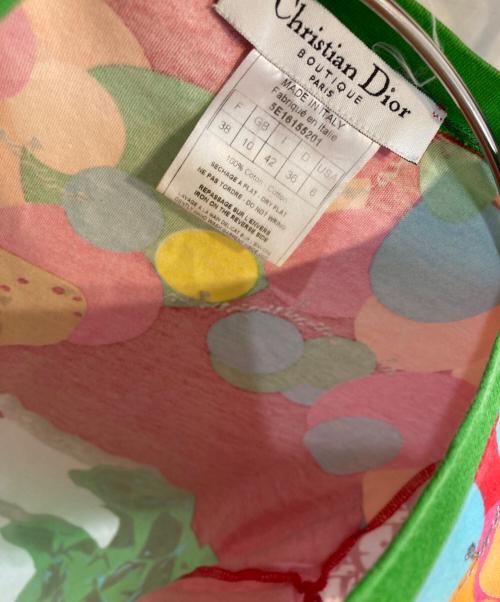 Christian Dior
BOUTIQUE
PARIS
MADE IN ITALY
Fabriqué en Italie
5E16155201
F GB I D USA
38 10 42 36 6
100% Coton Cotton
SECHAGE A PLAT DRY FLAT
NE PAS TORDRE - DO NOT WRING
REPASSAGE SUR L'ENVERS
IRON ON THE REVERSE SIDE